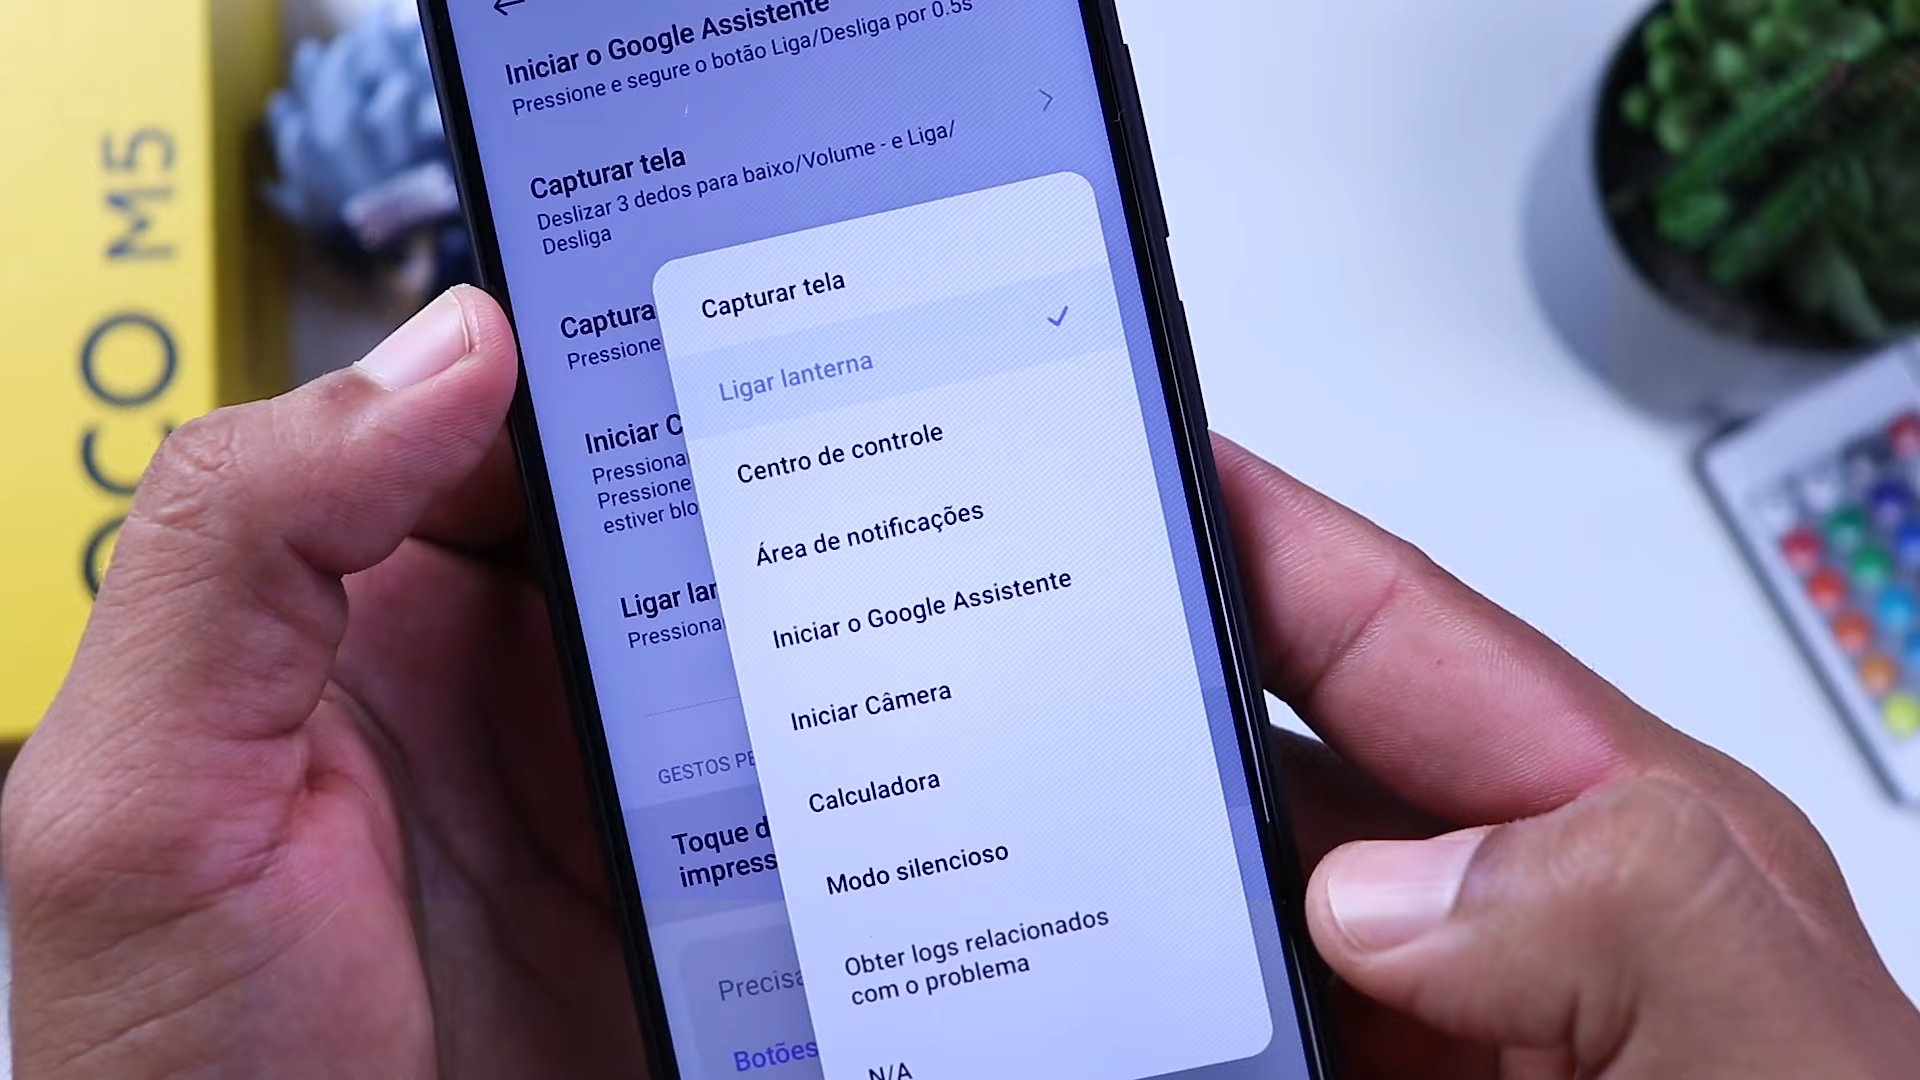 POCO M5
Iniciar o Google Assistente
Pressione e segure o botão Liga/Desliga por 0.5s
Capturar tela
Deslizar 3 dedos para baixo/Volume - e Liga/
Desliga
Captura
Pressione
Iniciar C
Pressiona
Pressione
estiver blo
Ligar lar
Pressiona
GESTOS PE
Toque d
impress
Precisa
Botões
Capturar tela
Ligar lanterna
Centro de controle
Área de notificações
Iniciar o Google Assistente
Iniciar Câmera
Calculadora
Modo silencioso
Obter logs relacionados
com o problema
N/A